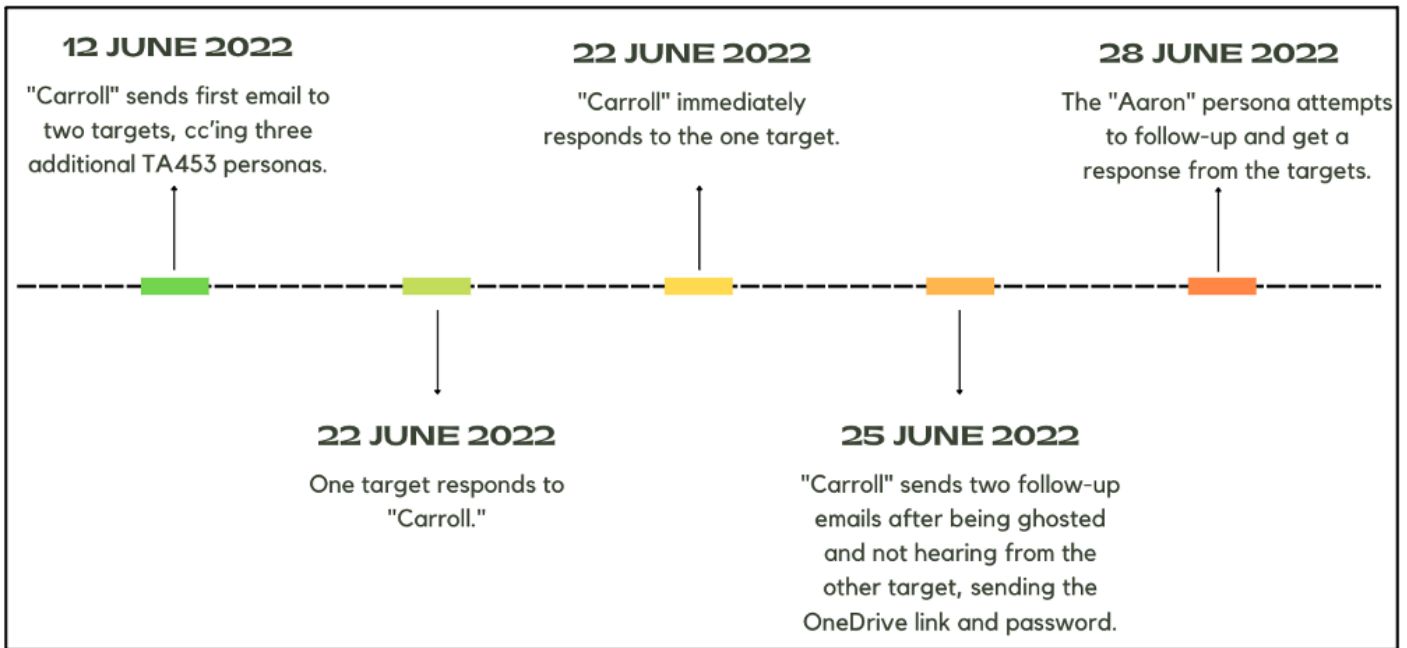 12 JUNE 2022
"Carroll" sends first email to
two targets, cc'ing three
additional TA453 personas.
22 JUNE 2022
One target responds to
"Carroll."
22 JUNE 2022
"Carroll" immediately
responds to the one target.
25 JUNE 2022
"Carroll" sends two follow-up
emails after being ghosted
and not hearing from the
other target, sending the
OneDrive link and password.
28 JUNE 2022
The "Aaron" persona attempts
to follow-up and get a
response from the targets.